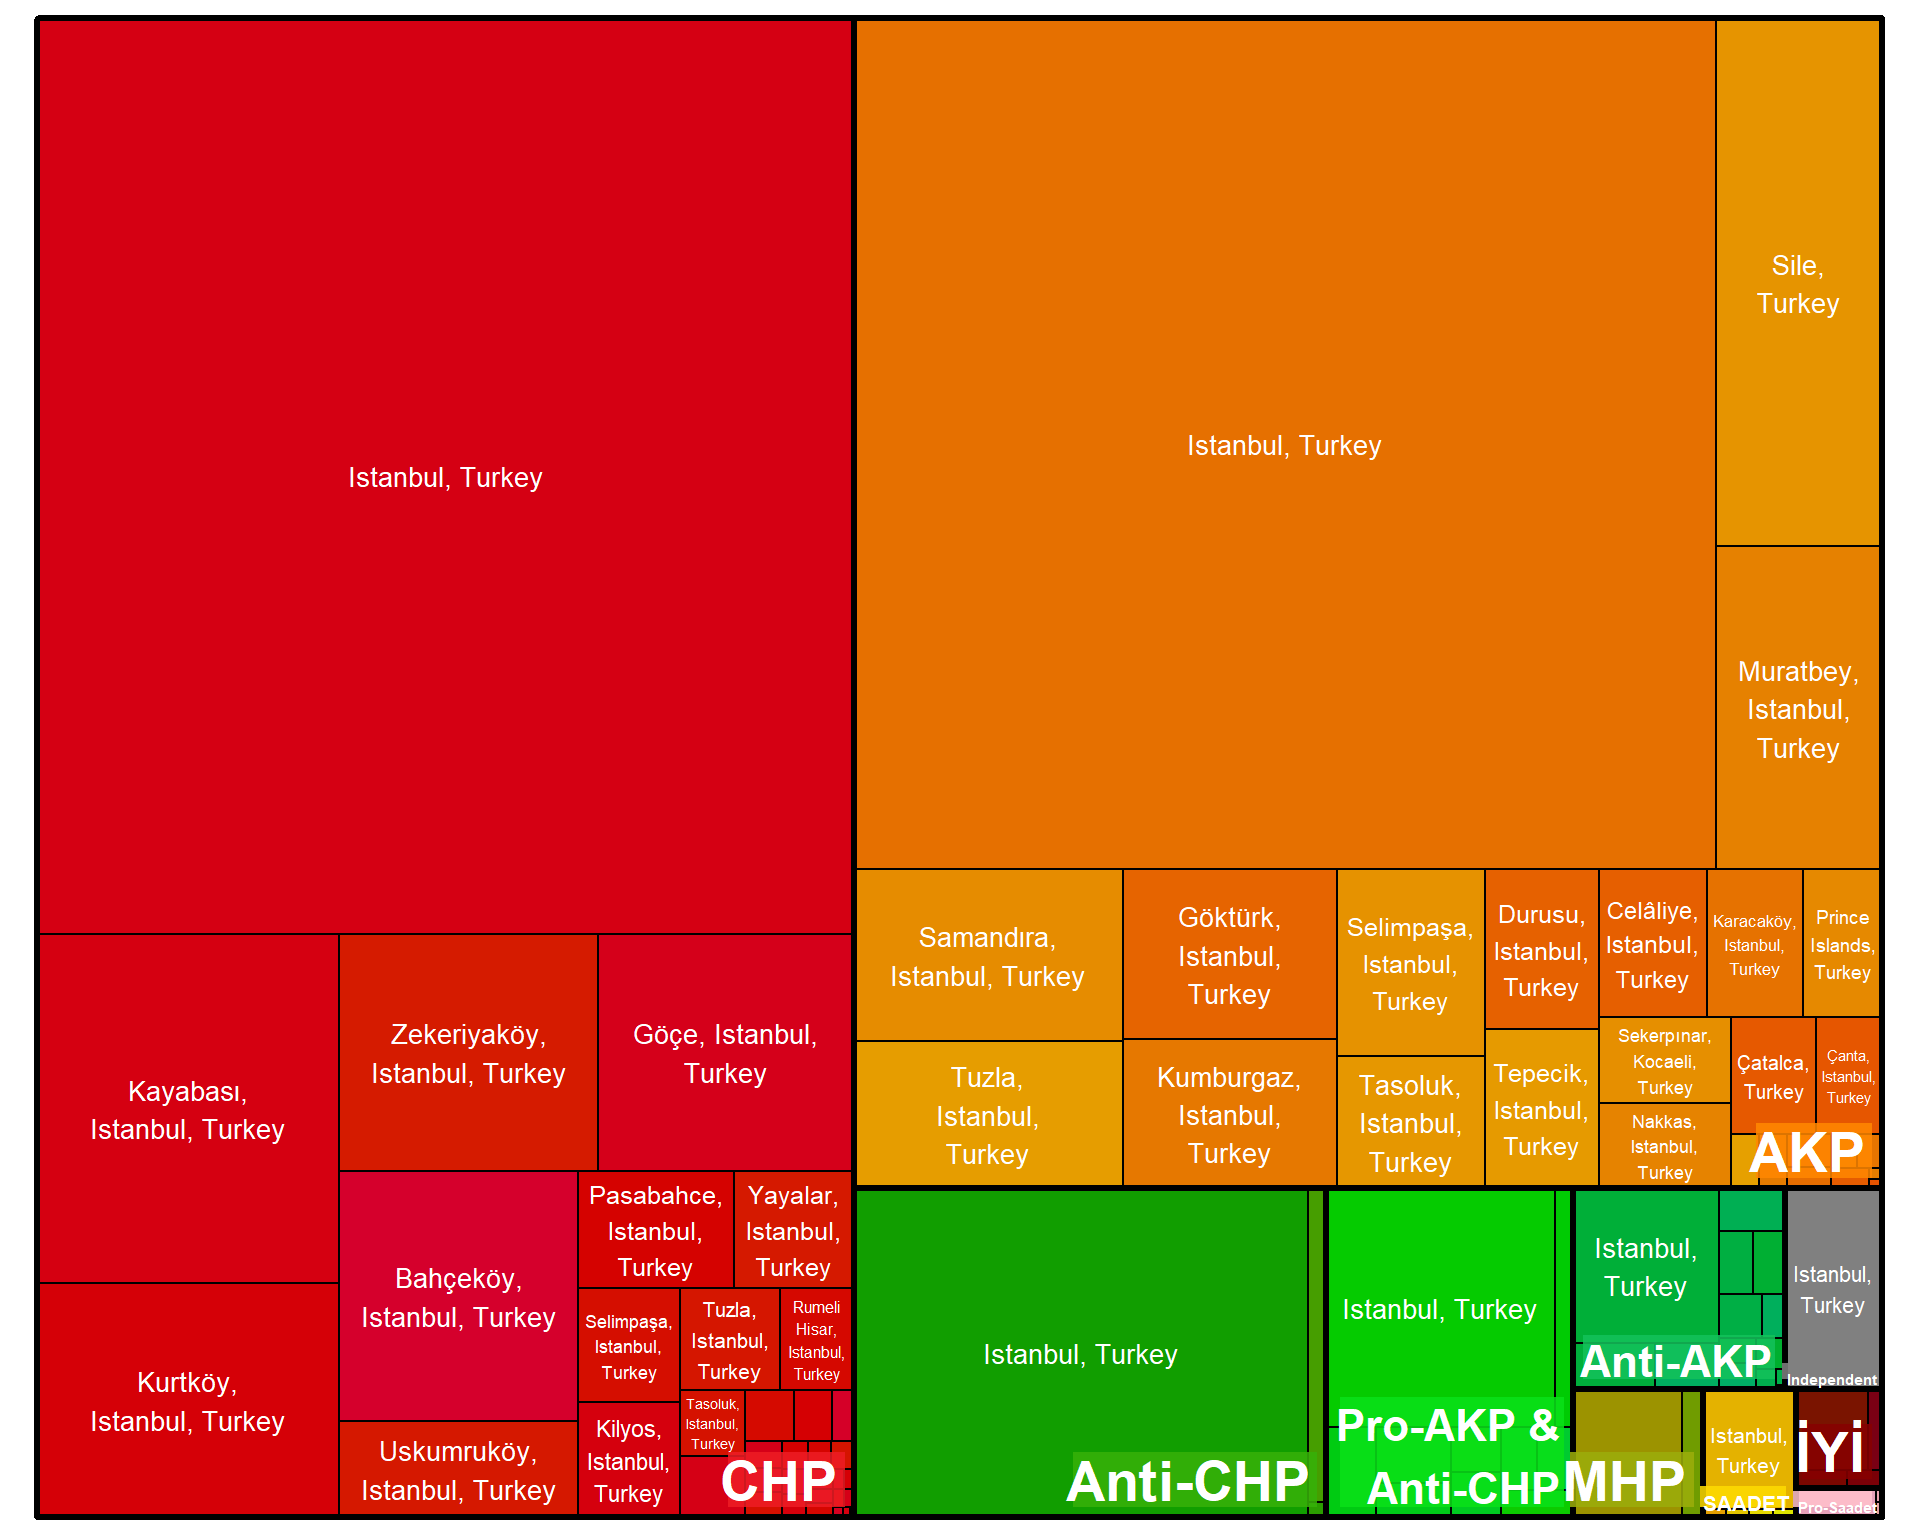 Istanbul, Turkey
Kayabası,
Istanbul, Turkey
Kurtköy,
Istanbul, Turkey
Zekeriyaköy,
Istanbul, Turkey
Göçe, Istanbul,
Turkey
Bahçeköy,
Istanbul, Turkey
Uskumruköy,
Istanbul, Turkey
Pasabahce,
Istanbul,
Turkey
Yayalar,
Istanbul,
Turkey
Selimpaşa,
Istanbul,
Turkey
Tuzla,
Istanbul,
Turkey
Rumeli
Hisar,
Istanbul,
Turkey
Kilyos,
Istanbul,
Turkey
Tasoluk,
Istanbul,
Turkey
CHP
Istanbul, Turkey
Sile,
Turkey
Muratbey,
Istanbul,
Turkey
Samandıra,
Istanbul, Turkey
Tuzla,
Istanbul,
Turkey
Göktürk,
Istanbul,
Turkey
Kumburgaz,
Istanbul,
Turkey
Selimpaşa,
Istanbul,
Turkey
Tasoluk,
Istanbul,
Turkey
Durusu,
Istanbul,
Turkey
Tepecik,
Istanbul,
Turkey
Celâliye,
Istanbul,
Turkey
Karacaköy,
Istanbul,
Turkey
Prince
Islands,
Turkey
Sekerpınar,
Kocaeli,
Turkey
Nakkas,
Istanbul,
Turkey
Çatalca,
Turkey
Çanta,
Istanbul,
Turkey
AKP
Istanbul, Turkey
Anti-CHP
Istanbul, Turkey
Pro-AKP &
Anti-CHP
Istanbul,
Turkey
Anti-AKP
Istanbul,
Turkey
Independent
MHP
Istanbul,
Turkey
SAADET
İYİ
Pro-Saadet